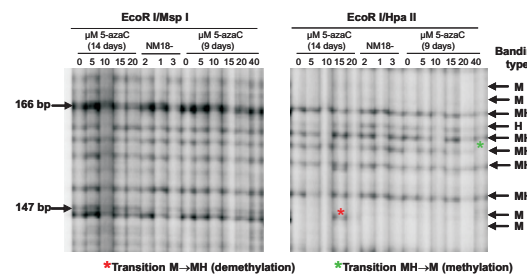 EcoR I/Msp I
EcoR I/Hpa II
µM 5-azaC
(14 days)
NM18-
µM 5-azaC
(9 days)
µM 5-azaC
(14 days)
NM18-
µM 5-azaC
(9 days)
Bandi
type
0 5 10 15 20 2 1 3 0 5 10 15 20 40
0 5 10 15 20 2 1 3 0 5 10 15 20 40
M
M
166 bp
MH
H
MH
*
MH
MH
MH
147 bp
*
M
M
*Transition M→MH (demethylation)
*Transition MH→M (methylation)